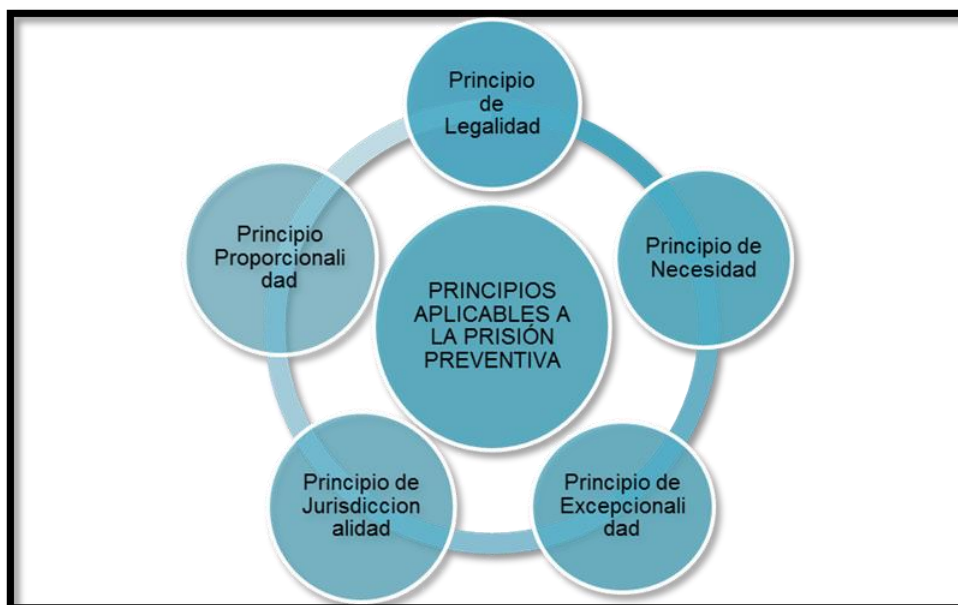 Principio
de
Legalidad
Principio de
Necesidad
Principio de
Excepcionali
dad
Principio de
Jurisdiccion
alidad
Principio
Proporcionali
dad
PRINCIPIOS
APLICABLES A
LA PRISIÓN
PREVENTIVA